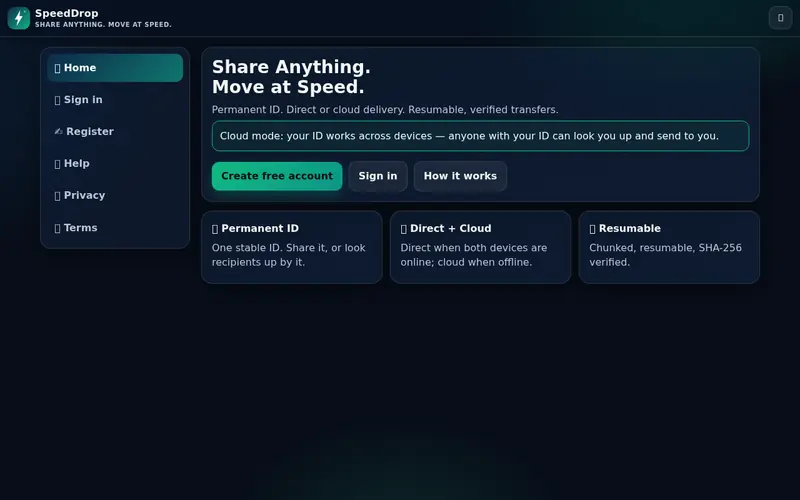 SpeedDrop
SHARE ANYTHING. MOVE AT SPEED.
Home
Sign in
✍ Register
Help
Privacy
Terms
Share Anything.
Move at Speed.
Permanent ID. Direct or cloud delivery. Resumable, verified transfers.
Cloud mode: your ID works across devices — anyone with your ID can look you up and send to you.
Create free account
Sign in
How it works
Permanent ID
One stable ID. Share it, or look
recipients up by it.
Direct + Cloud
Direct when both devices are
online; cloud when offline.
Resumable
Chunked, resumable, SHA-256
verified.